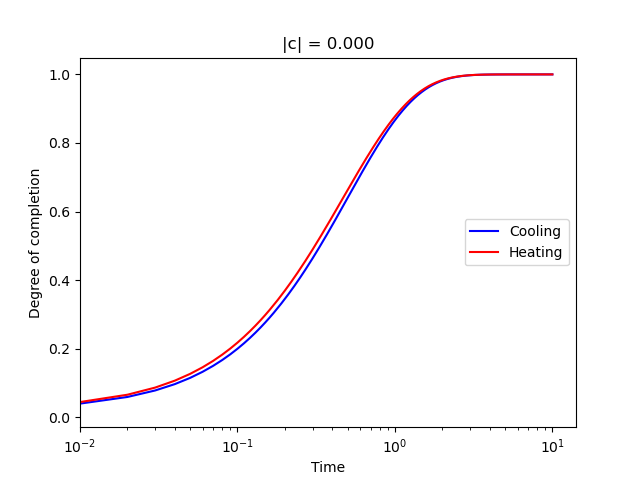 |c| = 0.000
Degree of completion
1.0
0.8
0.6
0.4
0.2
0.0
Cooling
Heating
10⁻²
10⁻¹
10⁰
10¹
Time